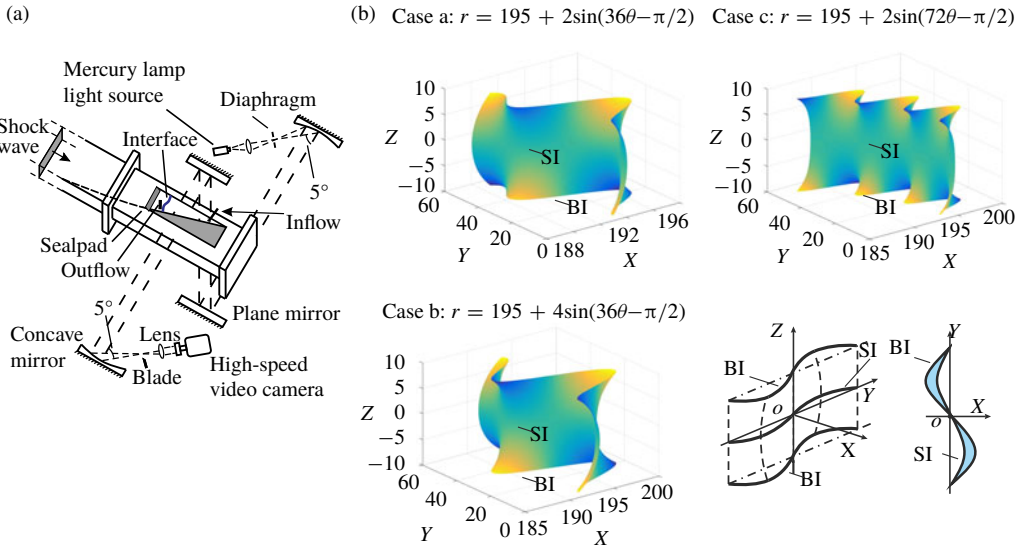 (a)
Mercury lamp
light source
Diaphragm
Shock
wave
Interface
5°
Inflow
Sealpad
Outflow
5°
Plane mirror
Concave
mirror
Lens
Blade
High-speed
video camera
(b)
Case a: r = 195 + 2sin(36θ−π/2)
10
5
0
−5
−10
Z
60
40
20
0
Y
188
192
196
X
SI
BI
Case c: r = 195 + 2sin(72θ−π/2)
10
5
0
−5
−10
Z
60
40
20
0
Y
185
190
195
200
X
SI
BI
Case b: r = 195 + 4sin(36θ−π/2)
10
5
0
−5
−10
Z
60
40
20
0
Y
185
190
195
200
X
SI
BI
Z
SI
BI
o
Y
X
BI
Y
BI
X
o
SI